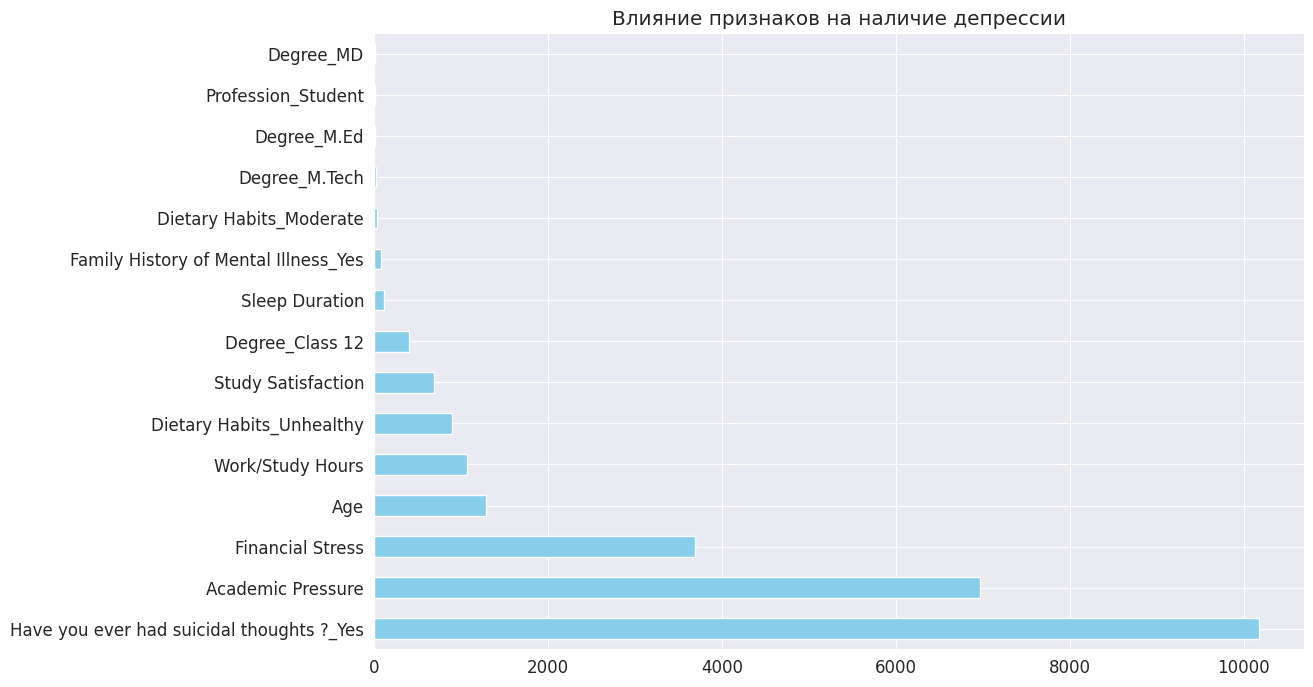 Влияние признаков на наличие депрессии
Degree_MD
Profession_Student
Degree_M.Ed
Degree_M.Tech
Dietary Habits_Moderate
Family History of Mental Illness_Yes
Sleep Duration
Degree_Class 12
Study Satisfaction
Dietary Habits_Unhealthy
Work/Study Hours
Age
Financial Stress
Academic Pressure
Have you ever had suicidal thoughts ?_Yes
0 2000 4000 6000 8000 10000